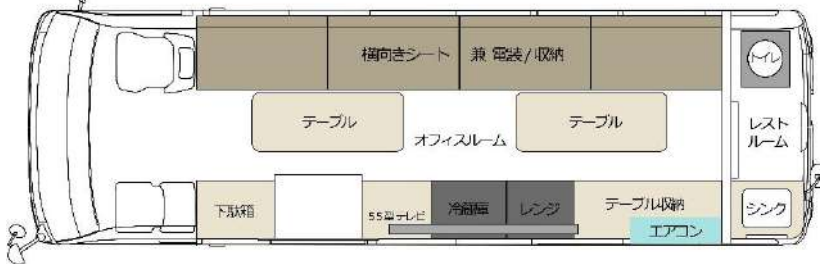 横向きシート 兼 電装/収納
トイレ
テーブル
テーブル
オフィスルーム
レスト
ルーム
下駄箱
55型テレビ
冷蔵庫
レンジ
テーブル収納
エアコン
シンク